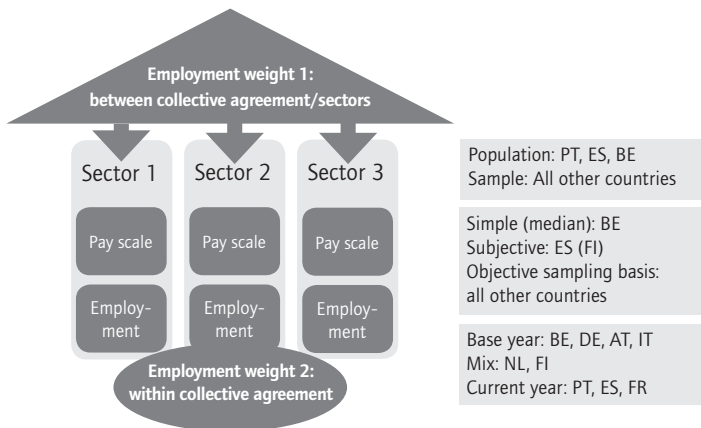 Employment weight 1:
between collective agreement/sectors
Sector 1
Sector 2
Sector 3
Pay scale
Pay scale
Pay scale
Employ-
ment
Employ-
ment
Employ-
ment
Employment weight 2:
within collective agreement
Population: PT, ES, BE
Sample: All other countries
Simple (median): BE
Subjective: ES (FI)
Objective sampling basis:
all other countries
Base year: BE, DE, AT, IT
Mix: NL, FI
Current year: PT, ES, FR